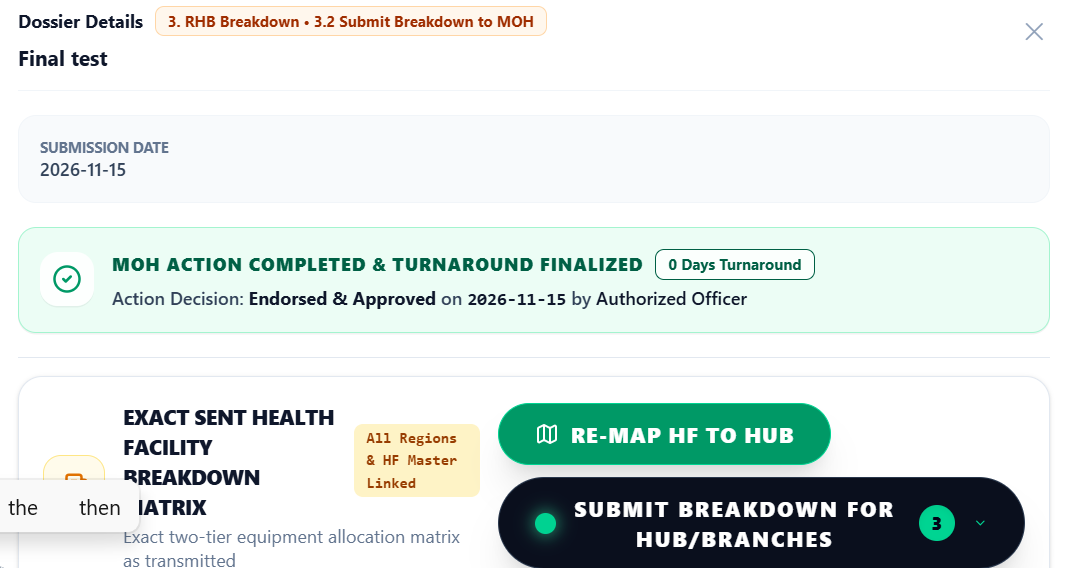 Dossier Details
3. RHB Breakdown • 3.2 Submit Breakdown to MOH
Final test
SUBMISSION DATE
2026-11-15
MOH ACTION COMPLETED & TURNAROUND FINALIZED
0 Days Turnaround
Action Decision: Endorsed & Approved on 2026-11-15 by Authorized Officer
EXACT SENT HEALTH
FACILITY
BREAKDOWN
MATRIX
All Regions
& HF Master
Linked
Exact two-tier equipment allocation matrix
as transmitted
RE-MAP HF TO HUB
SUBMIT BREAKDOWN FOR
HUB/BRANCHES
3
the then